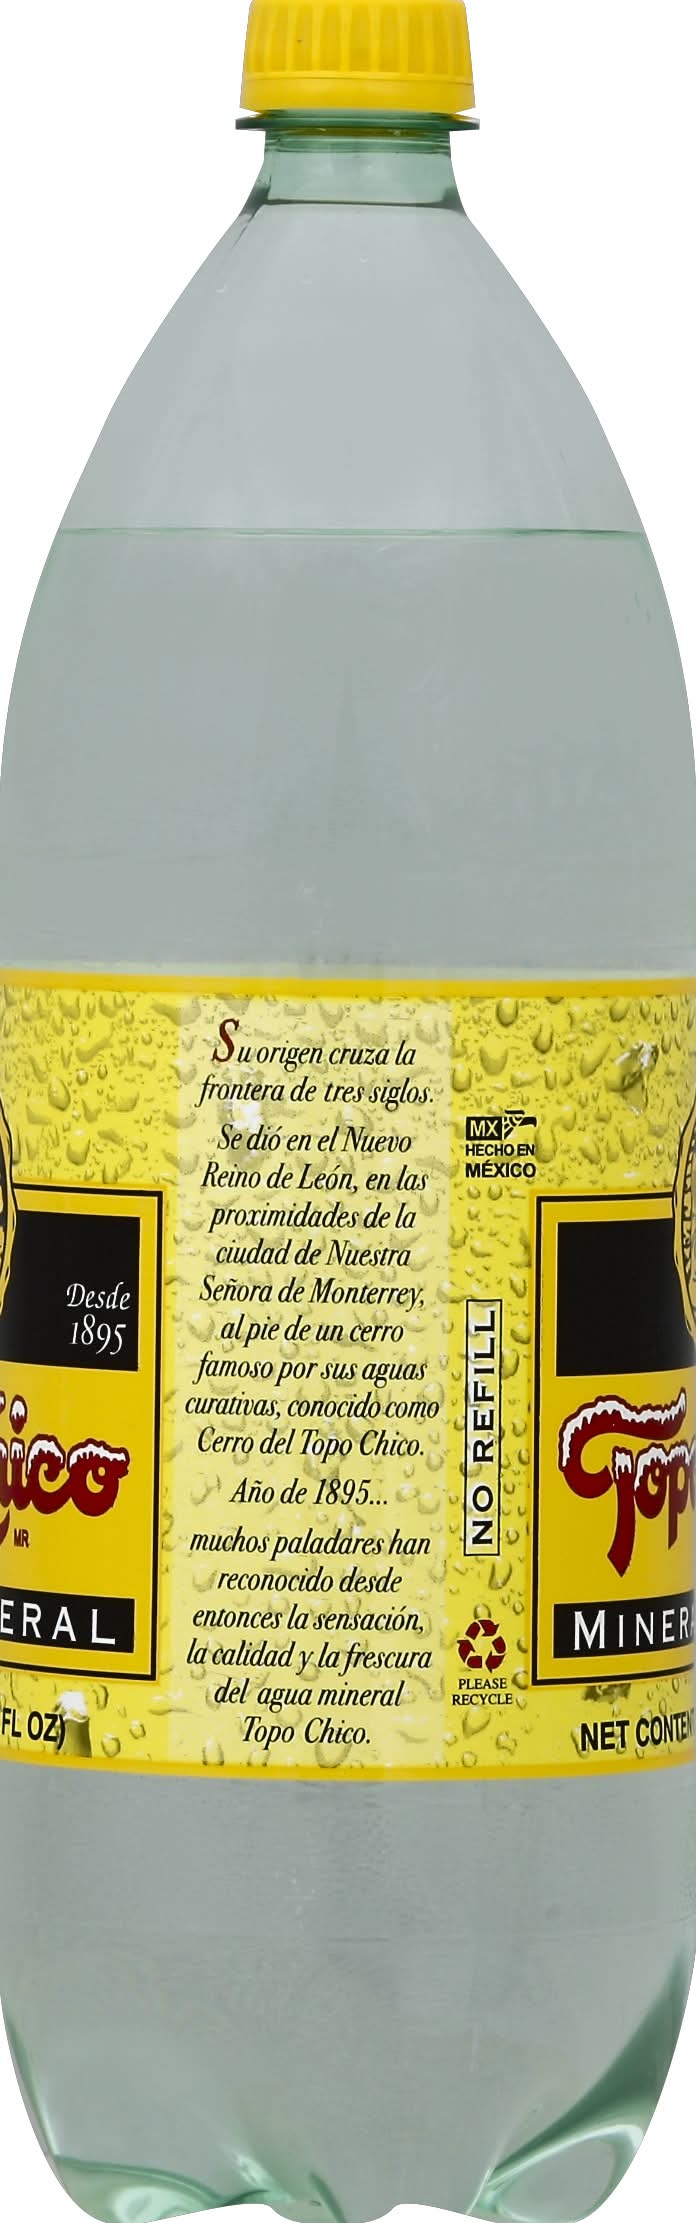 Su origen cruza la
frontera de tres siglos.
Se dió en el Nuevo
Reino de León, en las
proximidades de la
ciudad de Nuestra
Señora de Monterrey,
al pie de un cerro
famoso por sus aguas
curativas, conocido como
Cerro del Topo Chico.
Año de 1895...
muchos paladares han
reconocido desde
entonces la sensación,
la calidad y la frescura
del agua mineral
Topo Chico.
MX
HECHO EN
MÉXICO
NO REFILL
PLEASE
RECYCLE
Desde
1895
ico
MR
ERAL
FL OZ)
Topo
MINERA
NET CONTEN